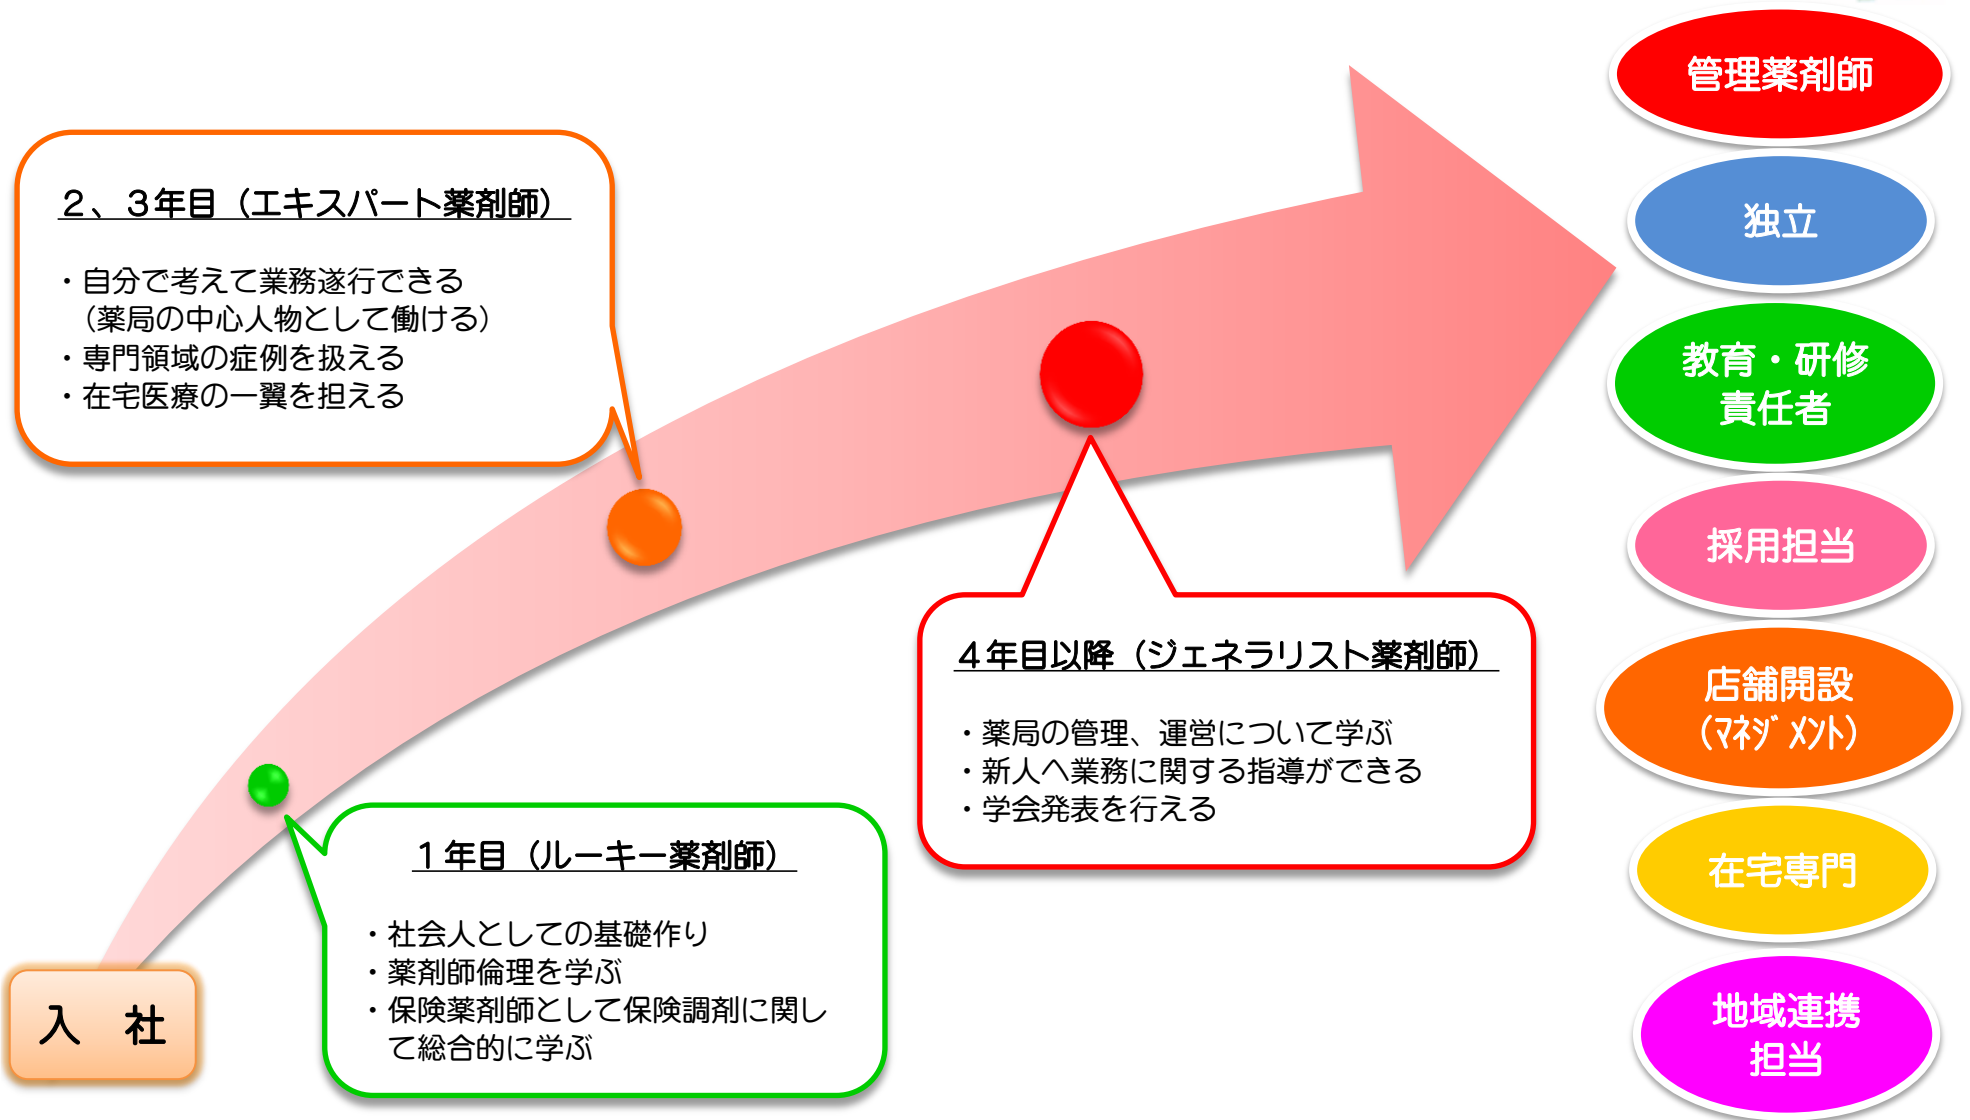 入　社
１年目（ルーキー薬剤師）
・社会人としての基礎作り
・薬剤師倫理を学ぶ
・保険薬剤師として保険調剤に関し
て総合的に学ぶ
２、３年目（エキスパート薬剤師）
・自分で考えて業務遂行できる
（薬局の中心人物として働ける）
・専門領域の症例を扱える
・在宅医療の一翼を担える
４年目以降（ジェネラリスト薬剤師）
・薬局の管理、運営について学ぶ
・新人へ業務に関する指導ができる
・学会発表を行える
管理薬剤師
独立
教育・研修
責任者
採用担当
店舗開設
（ﾏﾈｼﾞﾒﾝﾄ）
在宅専門
地域連携
担当